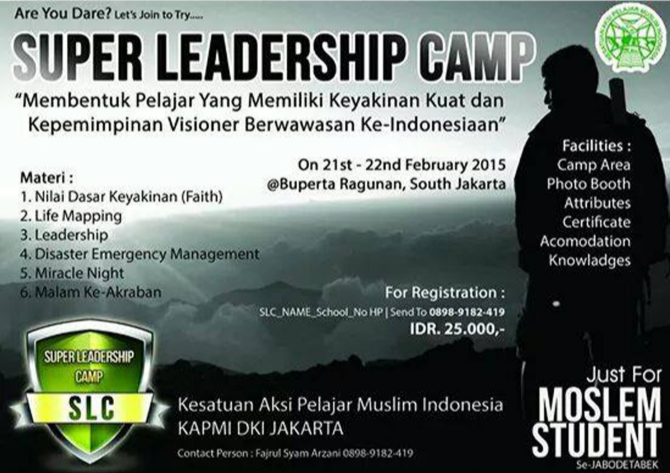 Are You Dare? Let's Join to Try.....
SUPER LEADERSHIP CAMP
"Membentuk Pelajar Yang Memiliki Keyakinan Kuat dan
Kepemimpinan Visioner Berwawasan Ke-Indonesiaan"
On 21st - 22nd February 2015
@Buperta Ragunan, South Jakarta
Materi :
1. Nilai Dasar Keyakinan (Faith)
2. Life Mapping
3. Leadership
4. Disaster Emergency Management
5. Miracle Night
6. Malam Ke-Akraban
Facilities :
Camp Area
Photo Booth
Attributes
Certificate
Acomodation
Knowladges
For Registration :
SLC_NAME_School_No HP | Send To 0898-9182-419
IDR. 25.000,-
SUPER LEADERSHIP
CAMP
SLC
Kesatuan Aksi Pelajar Muslim Indonesia
KAPMI DKI JAKARTA
Contact Person : Fajrul Syam Arzani 0898-9182-419
Just For
MOSLEM
STUDENT
Se-JABODETABEK